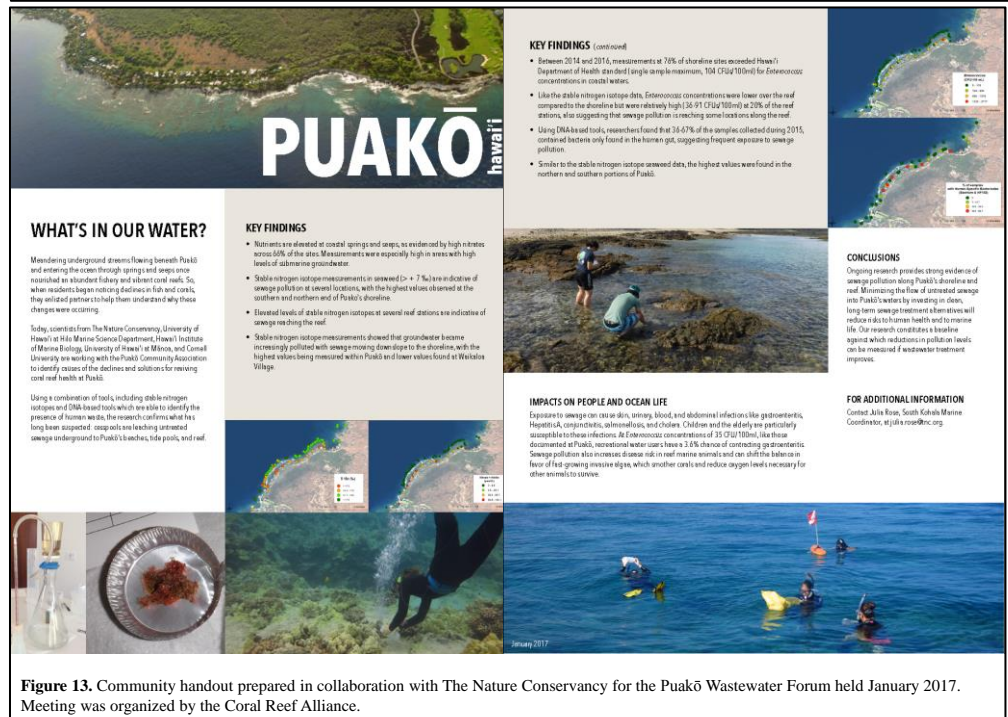 PUAKŌ
hawai'i
WHAT'S IN OUR WATER?
Meandering underground streams flowing beneath Puakō
and entering the ocean through springs and seeps once
nourished an abundant fishery and vibrant coral reefs. So,
when residents began noticing declines in fish and corals,
they enlisted partners to help them understand why these
changes were occurring.
Today, scientists from The Nature Conservancy, University of
Hawai'i at Hilo Marine Science Department, Hawai'i Institute
of Marine Biology, University of Hawai'i at Mānoa, and Cornell
University are working with the Puakō Community Association
to identify causes of the declines and solutions for reviving
coral reef health at Puakō.
Using a combination of tools, including stable nitrogen
isotopes and DNA-based tools which are able to identify the
presence of human waste, the research confirms what has
long been suspected: cesspools are leaching untreated
sewage underground to Puakō's beaches, tide pools, and reef.
KEY FINDINGS
• Nutrients are elevated at coastal springs and seeps, as evidenced by high nitrates
across 66% of the sites. Measurements were especially high in areas with high
levels of submarine groundwater.
• Stable nitrogen isotope measurements in seaweed (> + 7 ‰) are indicative of
sewage pollution at several locations, with the highest values observed at the
southern and northern end of Puako's shoreline.
• Elevated levels of stable nitrogen isotopes at several reef stations are indicative of
sewage reaching the reef.
• Stable nitrogen isotope measurements showed that groundwater became
increasingly polluted with sewage moving downslope to the shoreline, with the
highest values being measured within Puakō and lower values found at Waikoloa
Village.
KEY FINDINGS (continued)
• Between 2014 and 2016, measurements at 76% of shoreline sites exceeded Hawai'i
Department of Health standard (single sample maximum, 104 CFUs/100ml) for Enterococcus
concentrations in coastal waters.
• Like the stable nitrogen isotope data, Enterococcus concentrations were lower over the reef
compared to the shoreline but were relatively high (36-91 CFUs/100ml) at 20% of the reef
stations, also suggesting that sewage pollution is reaching some locations along the reef.
• Using DNA-based tools, researchers found that 36-67% of the samples collected during 2015,
contained bacteria only found in the human gut, suggesting frequent exposure to sewage
pollution.
• Similar to the stable nitrogen isotope seaweed data, the highest values were found in the
northern and southern portions of Puakō.
IMPACTS ON PEOPLE AND OCEAN LIFE
Exposure to sewage can cause skin, urinary, blood, and abdominal infections like gastroenteritis,
Hepatitis A, conjunctivitis, salmonellosis, and cholera. Children and the elderly are particularly
susceptible to these infections. At Enterococcus concentrations of 35 CFU/100ml, like those
documented at Puakō, recreational water users have a 3.6% chance of contracting gastroenteritis.
Sewage pollution also increases disease risk in reef marine animals and can shift the balance in
favor of fast-growing invasive algae, which smother corals and reduce oxygen levels necessary for
other animals to survive.
CONCLUSIONS
Ongoing research provides strong evidence of
sewage pollution along Puakō's shoreline and
reef. Minimizing the flow of untreated sewage
into Puakō's waters by investing in clean,
long-term sewage treatment alternatives will
reduce risks to human health and to marine
life. Our research constitutes a baseline
against which reductions in pollution levels
can be measured if wastewater treatment
improves.
FOR ADDITIONAL INFORMATION
Contact Julia Rose, South Kohala Marine
Coordinator, at julia.rose@tnc.org.
January 2017
Figure 13. Community handout prepared in collaboration with The Nature Conservancy for the Puakō Wastewater Forum held January 2017.
Meeting was organized by the Coral Reef Alliance.